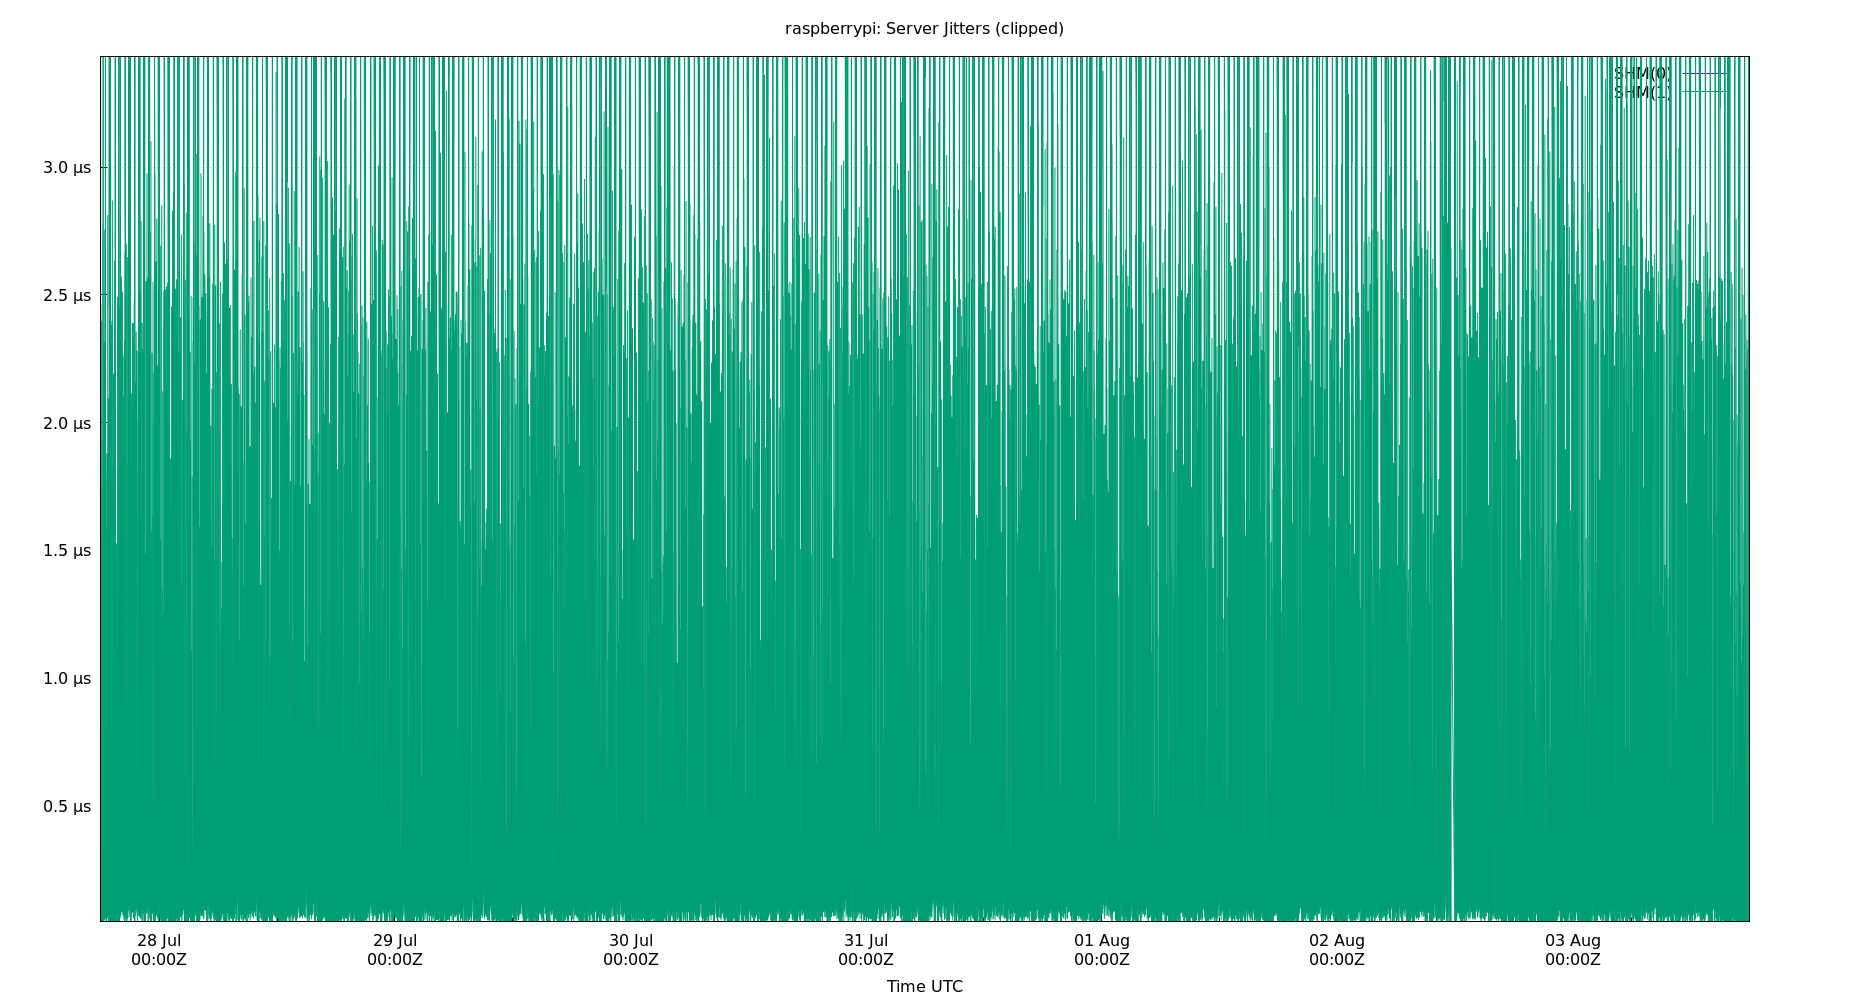 raspberrypi: Server Jitters (clipped)
SHM(0)
SHM(1)
3.0 µs
2.5 µs
2.0 µs
1.5 µs
1.0 µs
0.5 µs
28 Jul
00:00Z
29 Jul
00:00Z
30 Jul
00:00Z
31 Jul
00:00Z
01 Aug
00:00Z
02 Aug
00:00Z
03 Aug
00:00Z
Time UTC